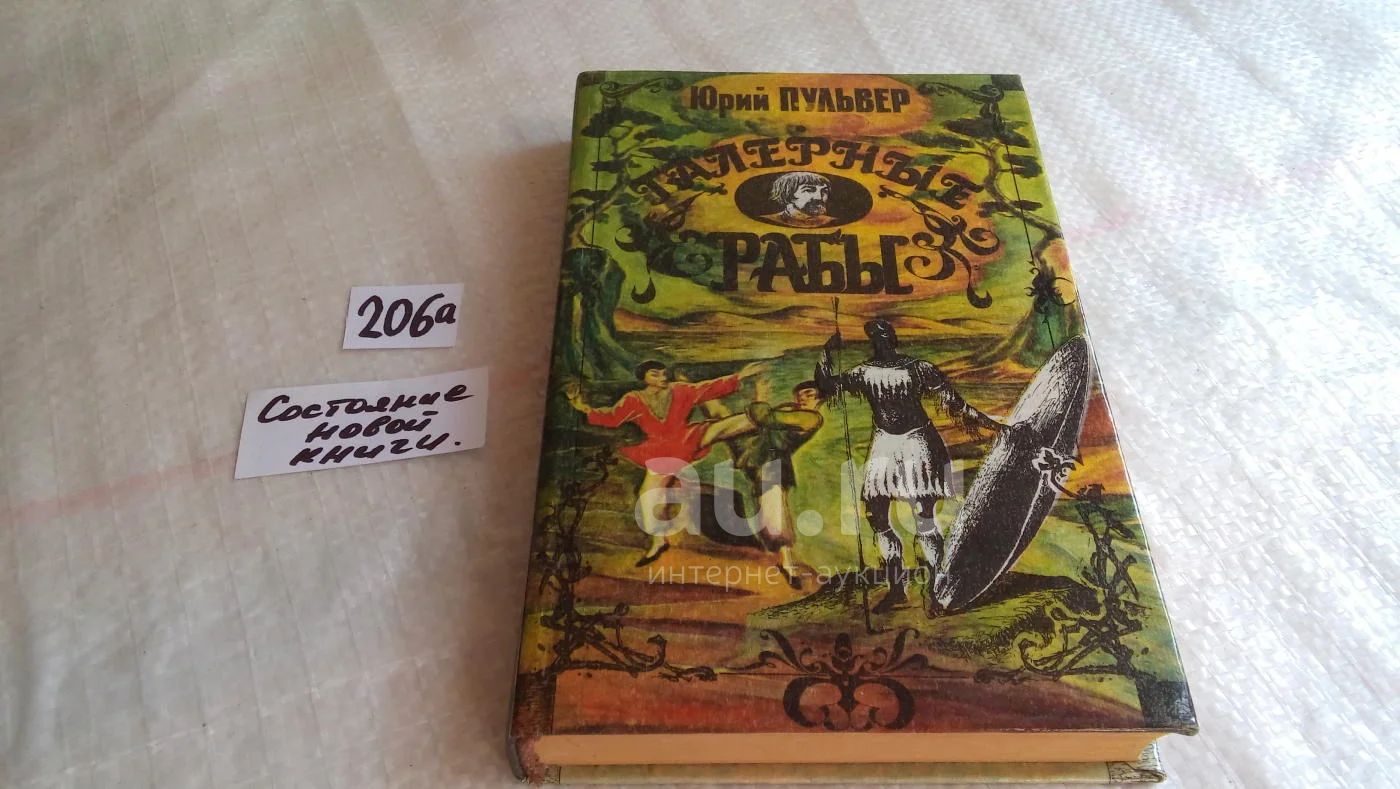 Юрий ПУЛЬВЕР
ГАЛЕРНЫЕ
РАБЫ
206а
Состояние
новой
книги.
au.ru
интернет-аукцион